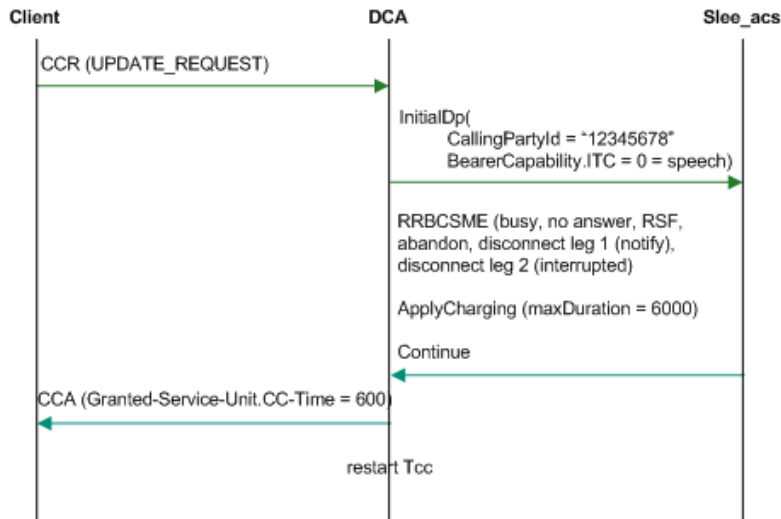 Client DCA Slee_acs
CCR (UPDATE_REQUEST)
InitialDp(
CallingPartyId = “12345678”
BearerCapability.ITC = 0 = speech)
RRBCSME (busy, no answer, RSF,
abandon, disconnect leg 1 (notify),
disconnect leg 2 (interrupted)
ApplyCharging (maxDuration = 6000)
Continue
CCA (Granted-Service-Unit.CC-Time = 600)
restart Tcc